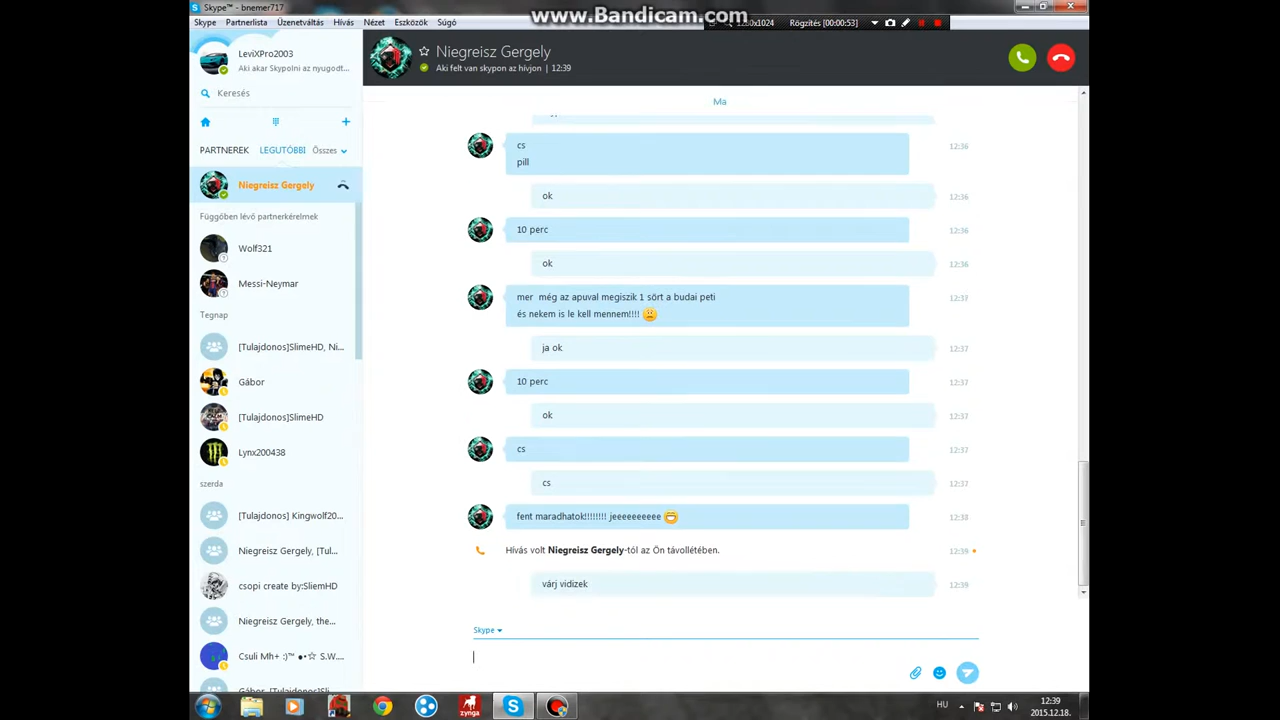 Skype™ - bnemer717
www.Bandicam.com
Skype Partnerlista Üzenetváltás Hívás Nézet Eszközök Súgó
Rögzítés [00:00:53]
LeviXPro2003
Aki akar Skypolni az nyugodt...
Niegreisz Gergely
Aki felt van skypon az hívjon | 12:39
Keresés
PARTNEREK LEGUTÓBBI Összes
Niegreisz Gergely
Függőben lévő partnerkérelmek
Wolf321
Messi-Neymar
Tegnap
[Tulajdonos]SlimeHD, Ni...
Gábor
[Tulajdonos]SlimeHD
Lynx200438
szerda
[Tulajdonos] Kingwolf20...
Niegreisz Gergely, [Tul...
csopi create by:SliemHD
Niegreisz Gergely, the...
Csuli Mh+ :)™ ●•☆ S.W....
Ma
cs 12:36
pill
ok 12:36
10 perc 12:36
ok 12:36
mer még az apuval megiszik 1 sört a budai peti 12:37
és nekem is le kell mennem!!!!
ja ok 12:37
10 perc 12:37
ok 12:37
cs 12:37
cs 12:37
fent maradhatok!!!!!!!! jeeeeeeeeee 12:38
Hívás volt Niegreisz Gergely-tól az Ön távollétében. 12:39
várj vidizek 12:39
Skype
zynga
HU
12:39
2015.12.18.